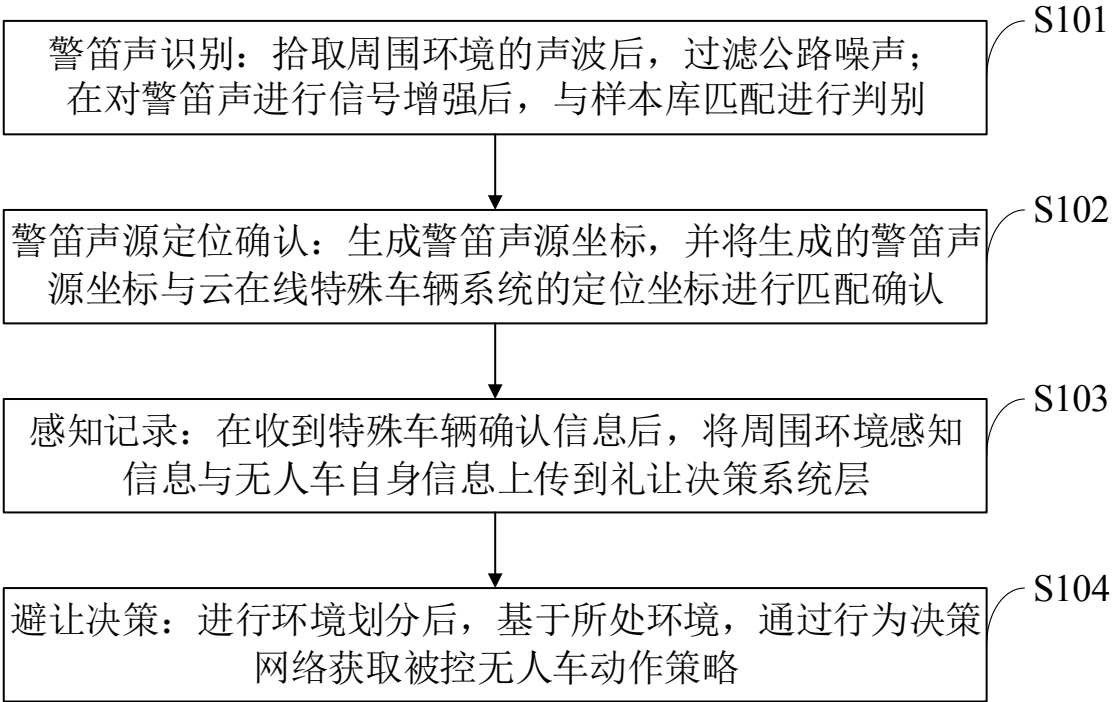 警笛声识别：拾取周围环境的声波后，过滤公路噪声；
在对警笛声进行信号增强后，与样本库匹配进行判别
S101
警笛声源定位确认：生成警笛声源坐标，并将生成的警笛声
源坐标与云在线特殊车辆系统的定位坐标进行匹配确认
S102
感知记录：在收到特殊车辆确认信息后，将周围环境感知
信息与无人车自身信息上传到礼让决策系统层
S103
避让决策：进行环境划分后，基于所处环境，通过行为决策
网络获取被控无人车动作策略
S104